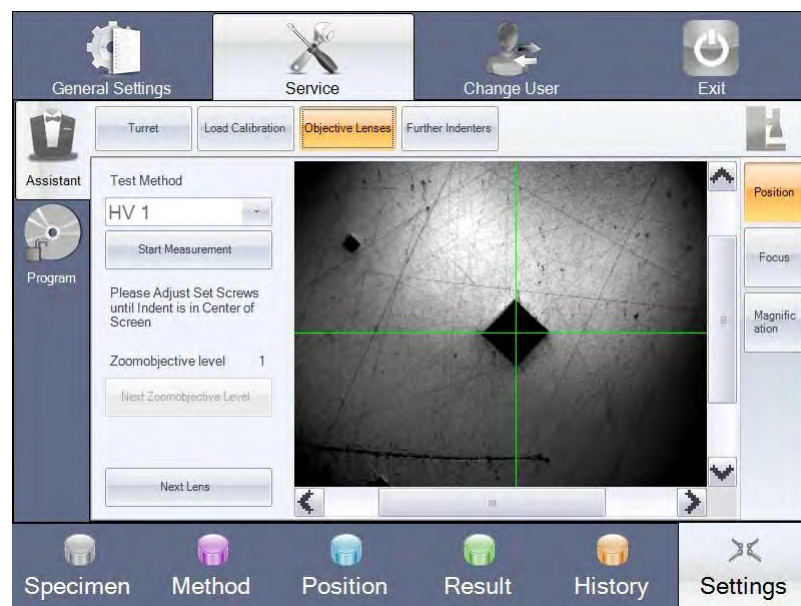 General Settings
Service
Change User
Exit
Assistant
Program
Turret
Load Calibration
Objective Lenses
Further Indenters
Test Method
HV 1
Start Measurement
Please Adjust Set Screws
until Indent is in Center of
Screen
Zoomobjective level 1
Next Zoomobjective Level
Next Lens
Position
Focus
Magnific
ation
Specimen
Method
Position
Result
History
Settings